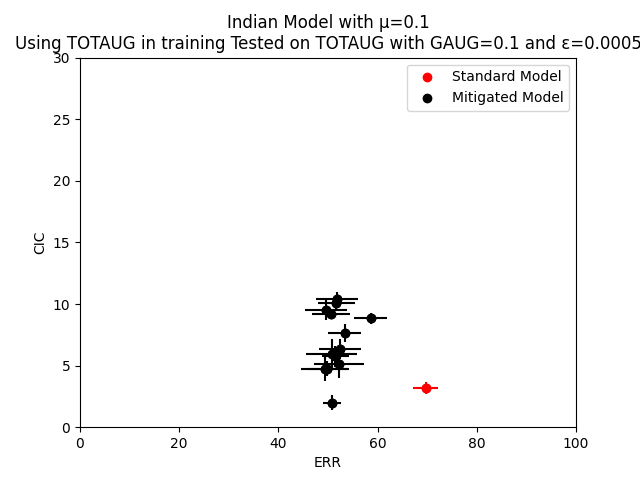 Indian Model with μ=0.1
Using TOTAUG in training Tested on TOTAUG with GAUG=0.1 and ε=0.0005
30
25
20
15
10
5
0
CIC
Standard Model
Mitigated Model
0 20 40 60 80 100
ERR